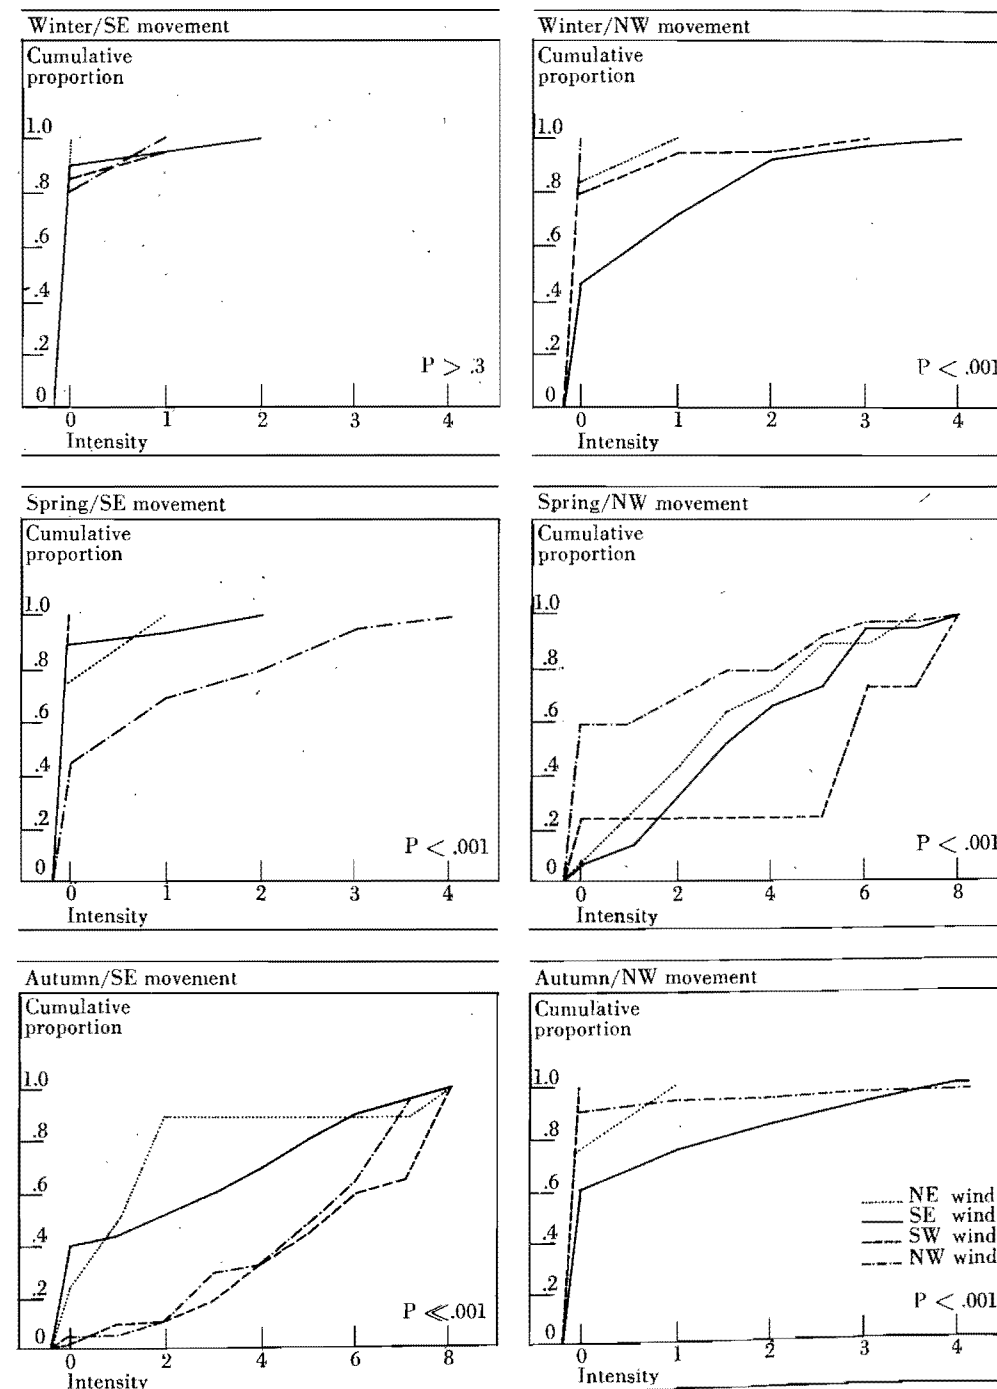 Winter/SE movement
Cumulative
proportion
1.0
.8
.6
.4
.2
0
P > .3
0 1 2 3 4
Intensity
Winter/NW movement
Cumulative
proportion
1.0
.8
.6
.4
.2
0
P < .001
0 1 2 3 4
Intensity
Spring/SE movement
Cumulative
proportion
1.0
.8
.6
.4
.2
0
P < .001
0 1 2 3 4
Intensity
Spring/NW movement
Cumulative
proportion
1.0
.8
.6
.4
.2
0
P < .001
0 2 4 6 8
Intensity
Autumn/SE movement
Cumulative
proportion
1.0
.8
.6
.4
.2
0
P ≪ .001
0 2 4 6 8
Intensity
Autumn/NW movement
Cumulative
proportion
1.0
.8
.6
.4
.2
0
NE wind
SE wind
SW wind
NW wind
P < .001
0 1 2 3 4
Intensity